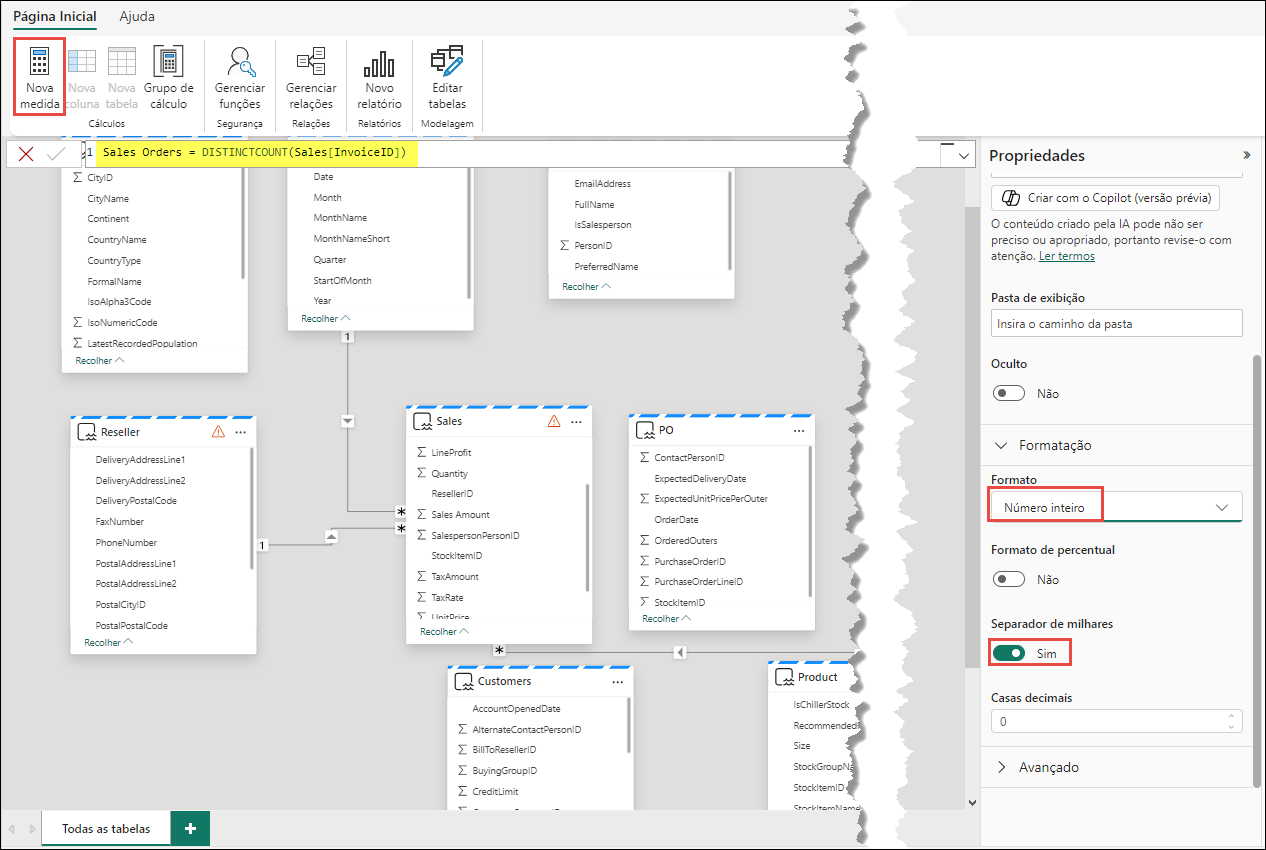 Página Inicial
Ajuda
Nova
medida
Nova
coluna
Nova
tabela
Grupo de
cálculo
Cálculos
Gerenciar
funções
Segurança
Gerenciar
relações
Relações
Novo
relatório
Relatórios
Editar
tabelas
Modelagem
1 Sales Orders = DISTINCTCOUNT(Sales[InvoiceID])
CityID
CityName
Continent
CountryName
CountryType
FormalName
IsoAlpha3Code
IsoNumericCode
LatestRecordedPopulation
Recolher
Date
Month
MonthName
MonthNameShort
Quarter
StartOfMonth
Year
Recolher
EmailAddress
FullName
IsSalesperson
PersonID
PreferredName
Recolher
1
*
*
1
Reseller
DeliveryAddressLine1
DeliveryAddressLine2
DeliveryPostalCode
FaxNumber
PhoneNumber
PostalAddressLine1
PostalAddressLine2
PostalCityID
PostalPostalCode
Recolher
Sales
LineProfit
Quantity
ResellerID
Sales Amount
SalespersonPersonID
StockItemID
TaxAmount
TaxRate
UnitPrice
Recolher
*
PO
ContactPersonID
ExpectedDeliveryDate
ExpectedUnitPricePerOuter
OrderDate
OrderedOuters
PurchaseOrderID
PurchaseOrderLineID
StockItemID
Recolher
Customers
AccountOpenedDate
AlternateContactPersonID
BillToResellerID
BuyingGroupID
CreditLimit
Product
IsChillerStock
Recommended
Size
StockGroupNa
StockItemID
StockItemName
Todas as tabelas
+
Propriedades
Criar com o Copilot (versão prévia)
O conteúdo criado pela IA pode não ser
preciso ou apropriado, portanto revise-o com
atenção. Ler termos
Pasta de exibição
Insira o caminho da pasta
Oculto
Não
Formatação
Formato
Número inteiro
Formato de percentual
Não
Separador de milhares
Sim
Casas decimais
0
Avançado